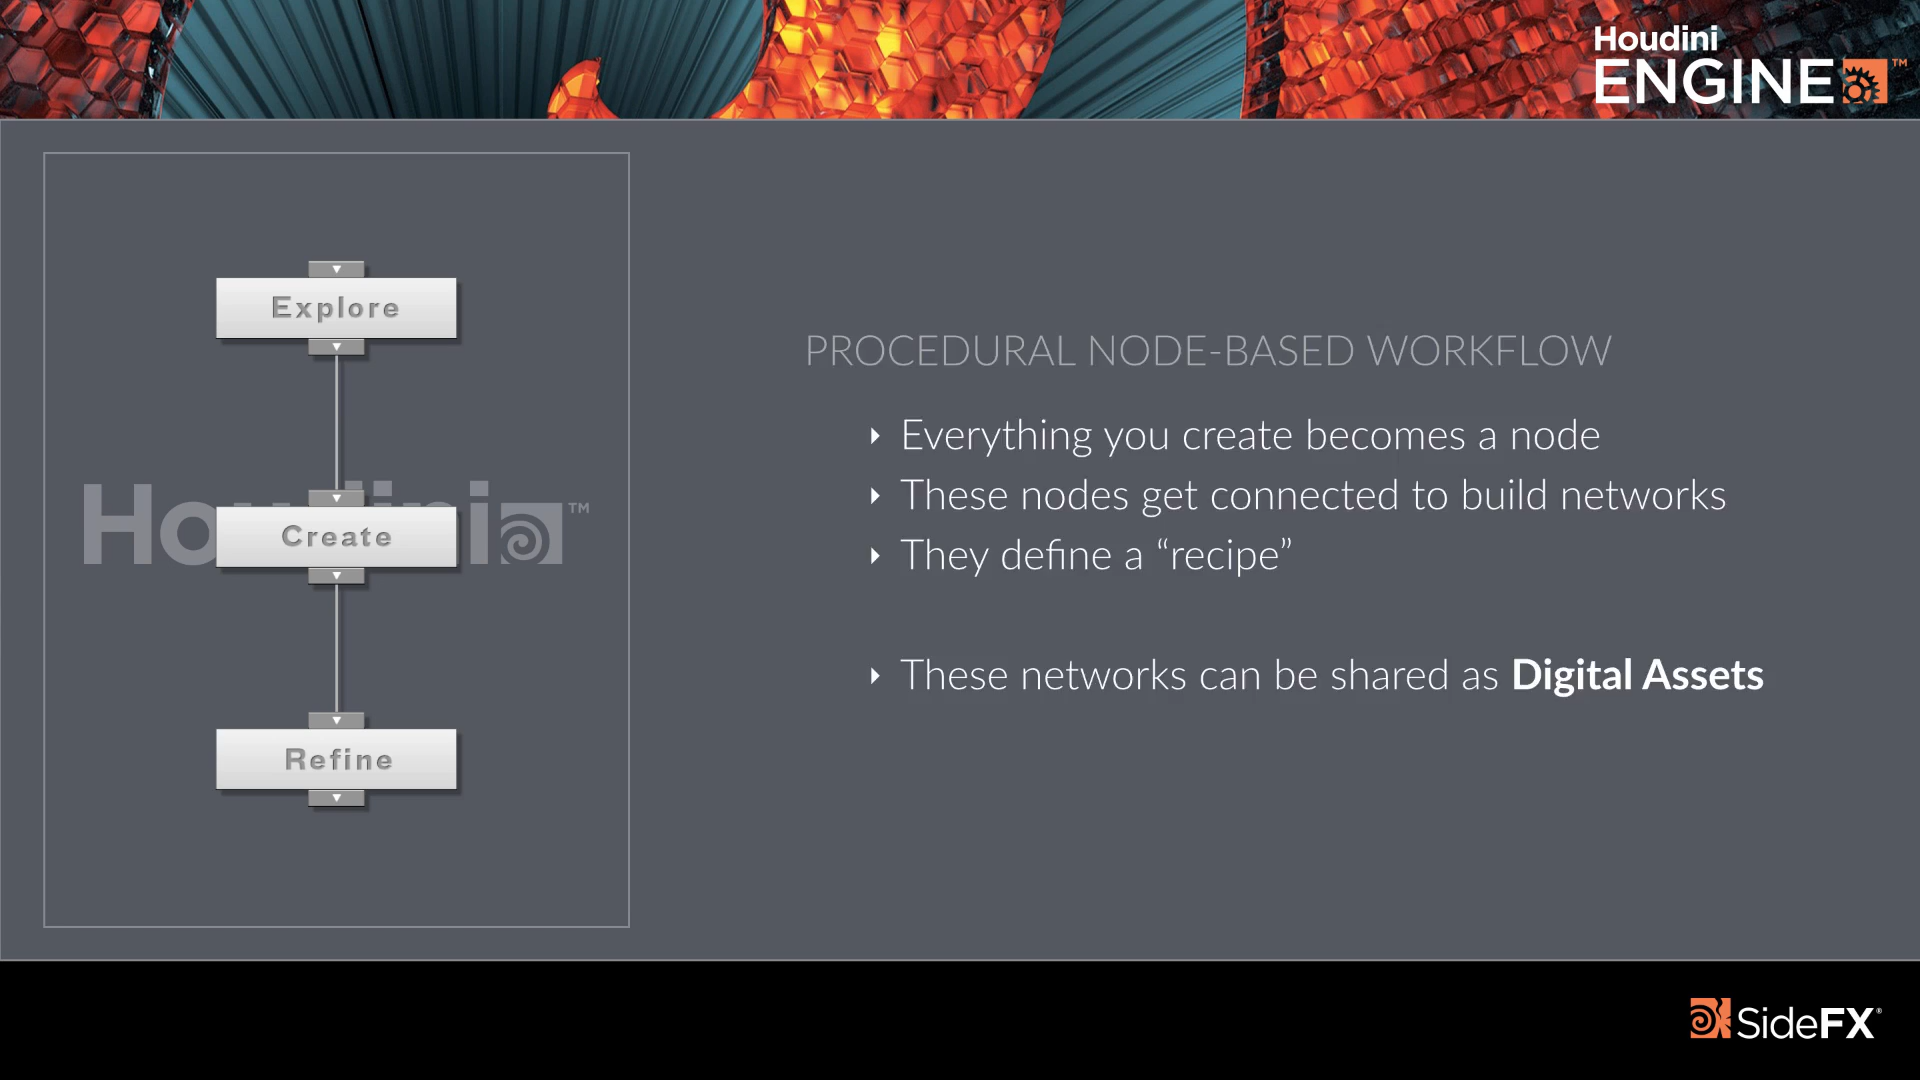 Houdini
ENGINE™
Explore
Create
Refine
PROCEDURAL NODE-BASED WORKFLOW
Everything you create becomes a node
These nodes get connected to build networks
They define a “recipe”
These networks can be shared as Digital Assets
SideFX®